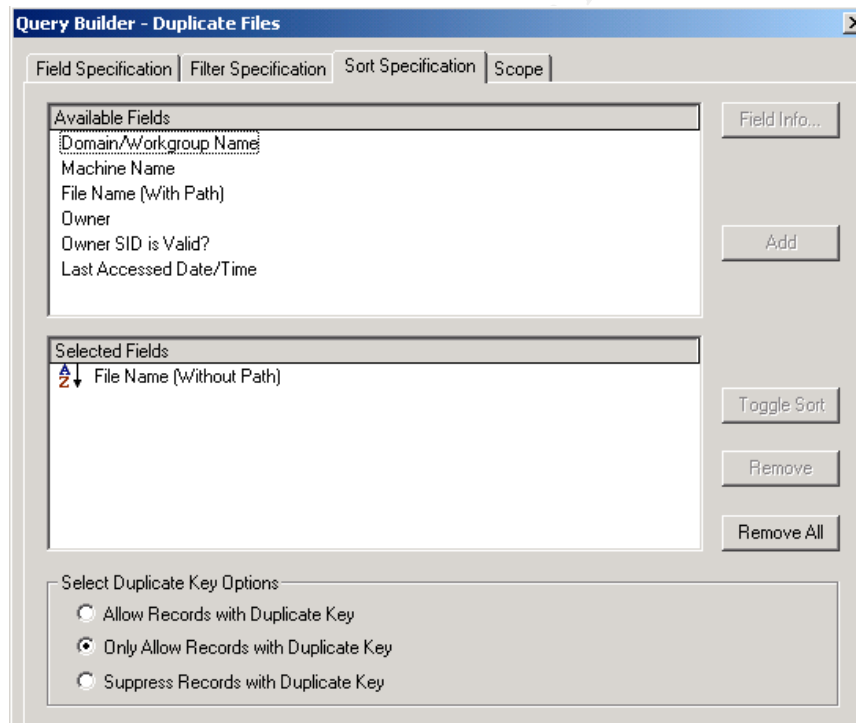 Query Builder - Duplicate Files
Field Specification Filter Specification Sort Specification Scope
Available Fields
Domain/Workgroup Name
Machine Name
File Name (With Path)
Owner
Owner SID is Valid?
Last Accessed Date/Time
Field Info...
Add
Selected Fields
A
Z
File Name (Without Path)
Toggle Sort
Remove
Remove All
Select Duplicate Key Options
Allow Records with Duplicate Key
Only Allow Records with Duplicate Key
Suppress Records with Duplicate Key